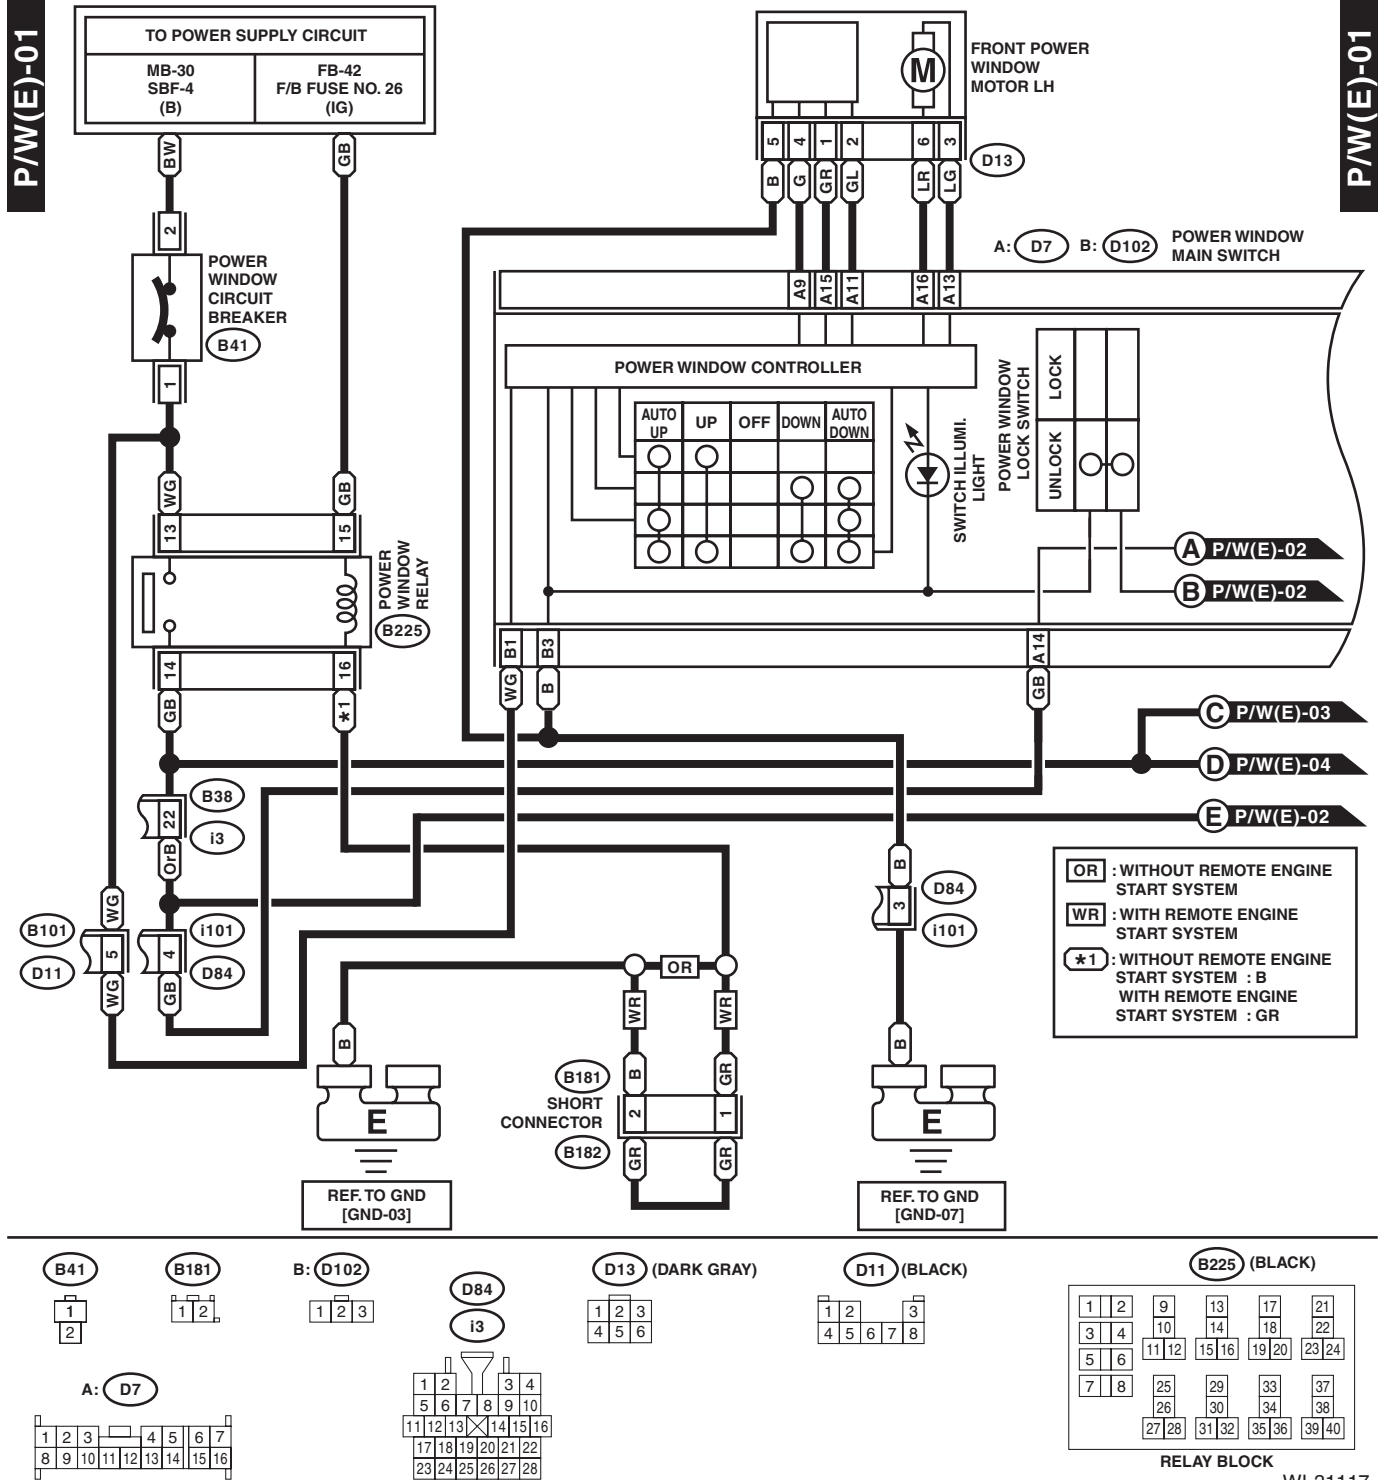 P/W(E)-01
P/W(E)-01
TO POWER SUPPLY CIRCUIT
MB-30
SBF-4
(B)
FB-42
F/B FUSE NO. 26
(IG)
M
FRONT POWER
WINDOW
MOTOR LH
5 4 1 2 6 3
D13
BW
GB
B G GR GL LR LG
2
A: D7 B: D102
POWER WINDOW
MAIN SWITCH
POWER
WINDOW
CIRCUIT
BREAKER
B41
A9 A15 A11 A16 A13
1
POWER WINDOW CONTROLLER
AUTO
UP
UP
OFF
DOWN
AUTO
DOWN
SWITCH ILLUMI.
LIGHT
POWER WINDOW
LOCK SWITCH
LOCK
UNLOCK
WG
GB
13
15
POWER
WINDOW
RELAY
B225
A P/W(E)-02
B P/W(E)-02
14
16
B1 B3 A14
GB
*1
WG B GB
C P/W(E)-03
D P/W(E)-04
E P/W(E)-02
22
B38
i3
OrB
B
3
D84
i101
WG
B101
D11
5
4
i101
D84
WG
GB
OR : WITHOUT REMOTE ENGINE
START SYSTEM
WR : WITH REMOTE ENGINE
START SYSTEM
*1 : WITHOUT REMOTE ENGINE
START SYSTEM : B
WITH REMOTE ENGINE
START SYSTEM : GR
OR
WR
WR
B
B
B
GR
B181
SHORT
CONNECTOR
B182
2
1
GR
GR
E
E
REF. TO GND
[GND-03]
REF. TO GND
[GND-07]
B41
1
2
B181
1 2
B: D102
1 2 3
D84
i3
1 2 3 4
5 6 7 8 9 10
11 12 13 14 15 16
17 18 19 20 21 22
23 24 25 26 27 28
D13 (DARK GRAY)
1 2 3
4 5 6
D11 (BLACK)
1 2 3
4 5 6 7 8
B225 (BLACK)
1 2 9 13 17 21
3 4 10 14 18 22
5 6 11 12 15 16 19 20 23 24
7 8 25 29 33 37
26 30 34 38
27 28 31 32 35 36 39 40
RELAY BLOCK
A: D7
1 2 3 4 5 6 7
8 9 10 11 12 13 14 15 16